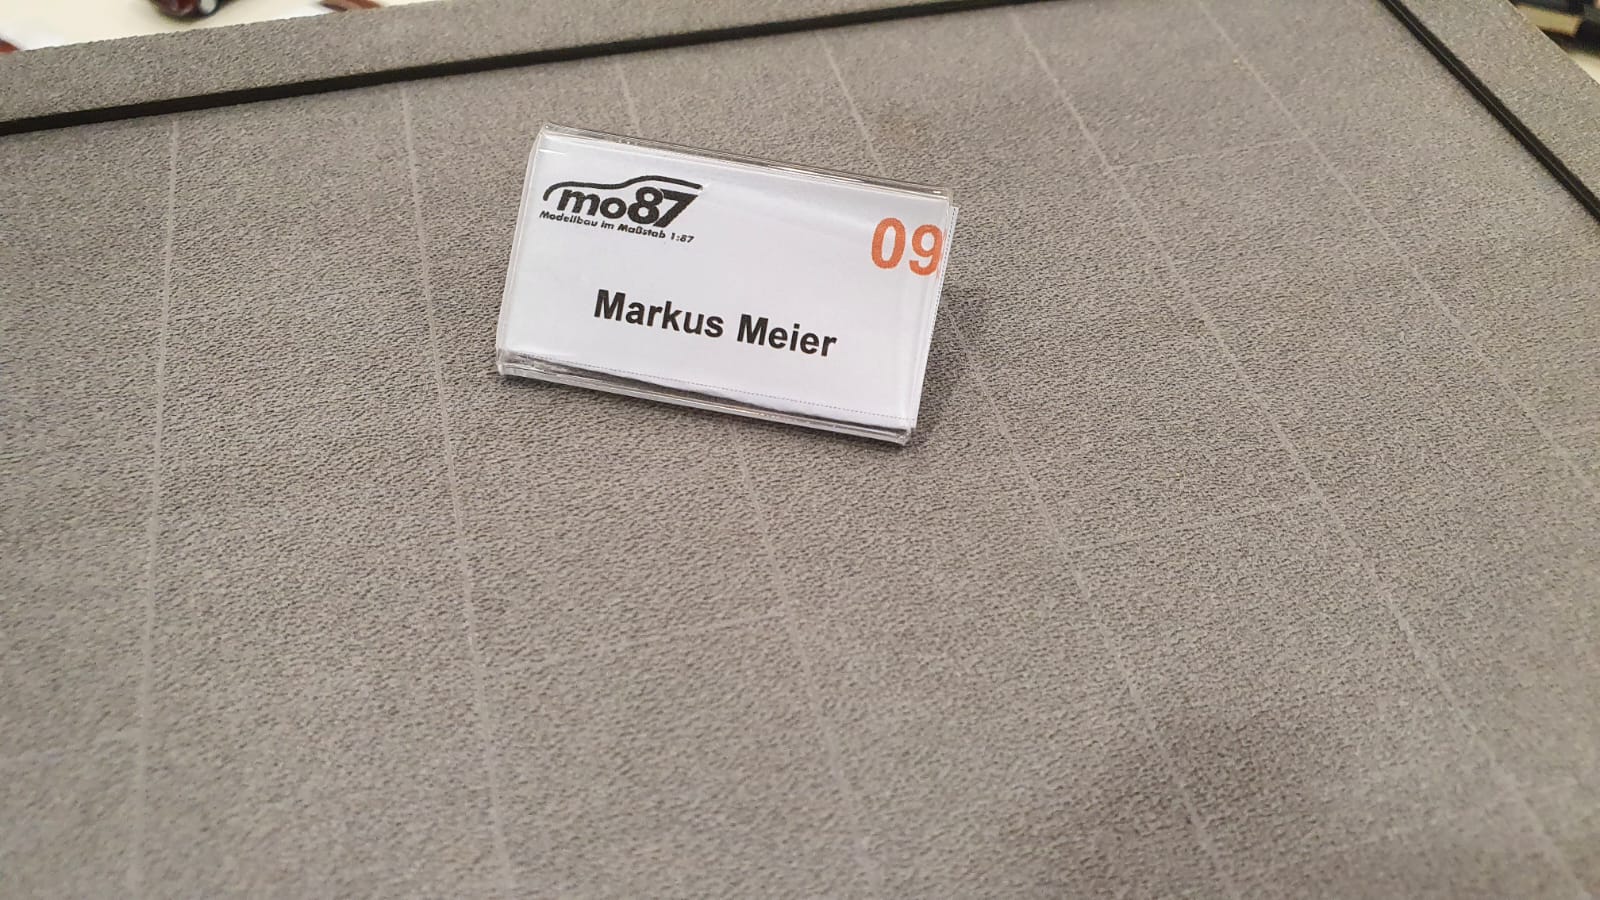 mo87
Modellbau im Maßstab 1:87
09
Markus Meier